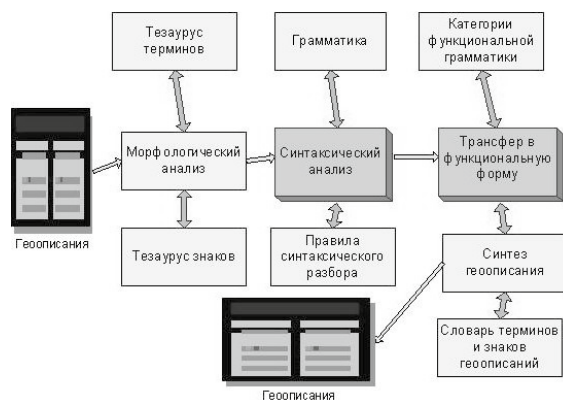 Тезаурус
терминов
Грамматика
Категории
функциональной
грамматики
Морфологический
анализ
Синтаксический
анализ
Трансфер в
функциональную
форму
Геоописания
Тезаурус знаков
Правила
синтаксического
разбора
Синтез
геоописания
Словарь терминов
и знаков
геоописаний
Геоописания